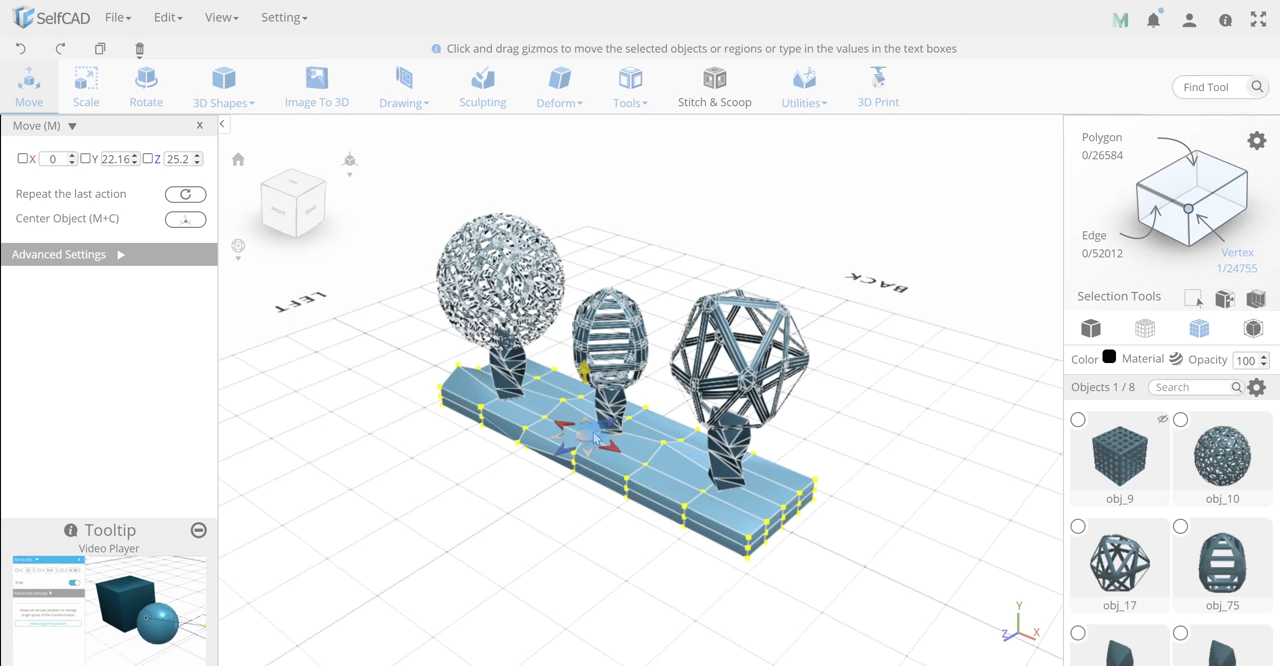 SelfCAD File Edit View Setting
Click and drag gizmos to move the selected objects or regions or type in the values in the text boxes
Move Scale Rotate 3D Shapes Image To 3D Drawing Sculpting Deform Tools Stitch & Scoop Utilities 3D Print Find Tool
Move (M) X
X 0 Y 22.16 Z 25.2
Repeat the last action
Center Object (M+C)
Advanced Settings
Tooltip
Video Player
LEFT
BACK
Y
Z X
Polygon
0/26584
Edge
0/52012
Vertex
1/24755
Selection Tools
Color Material Opacity 100
Objects 1 / 8 Search
obj_9 obj_10
obj_17 obj_75